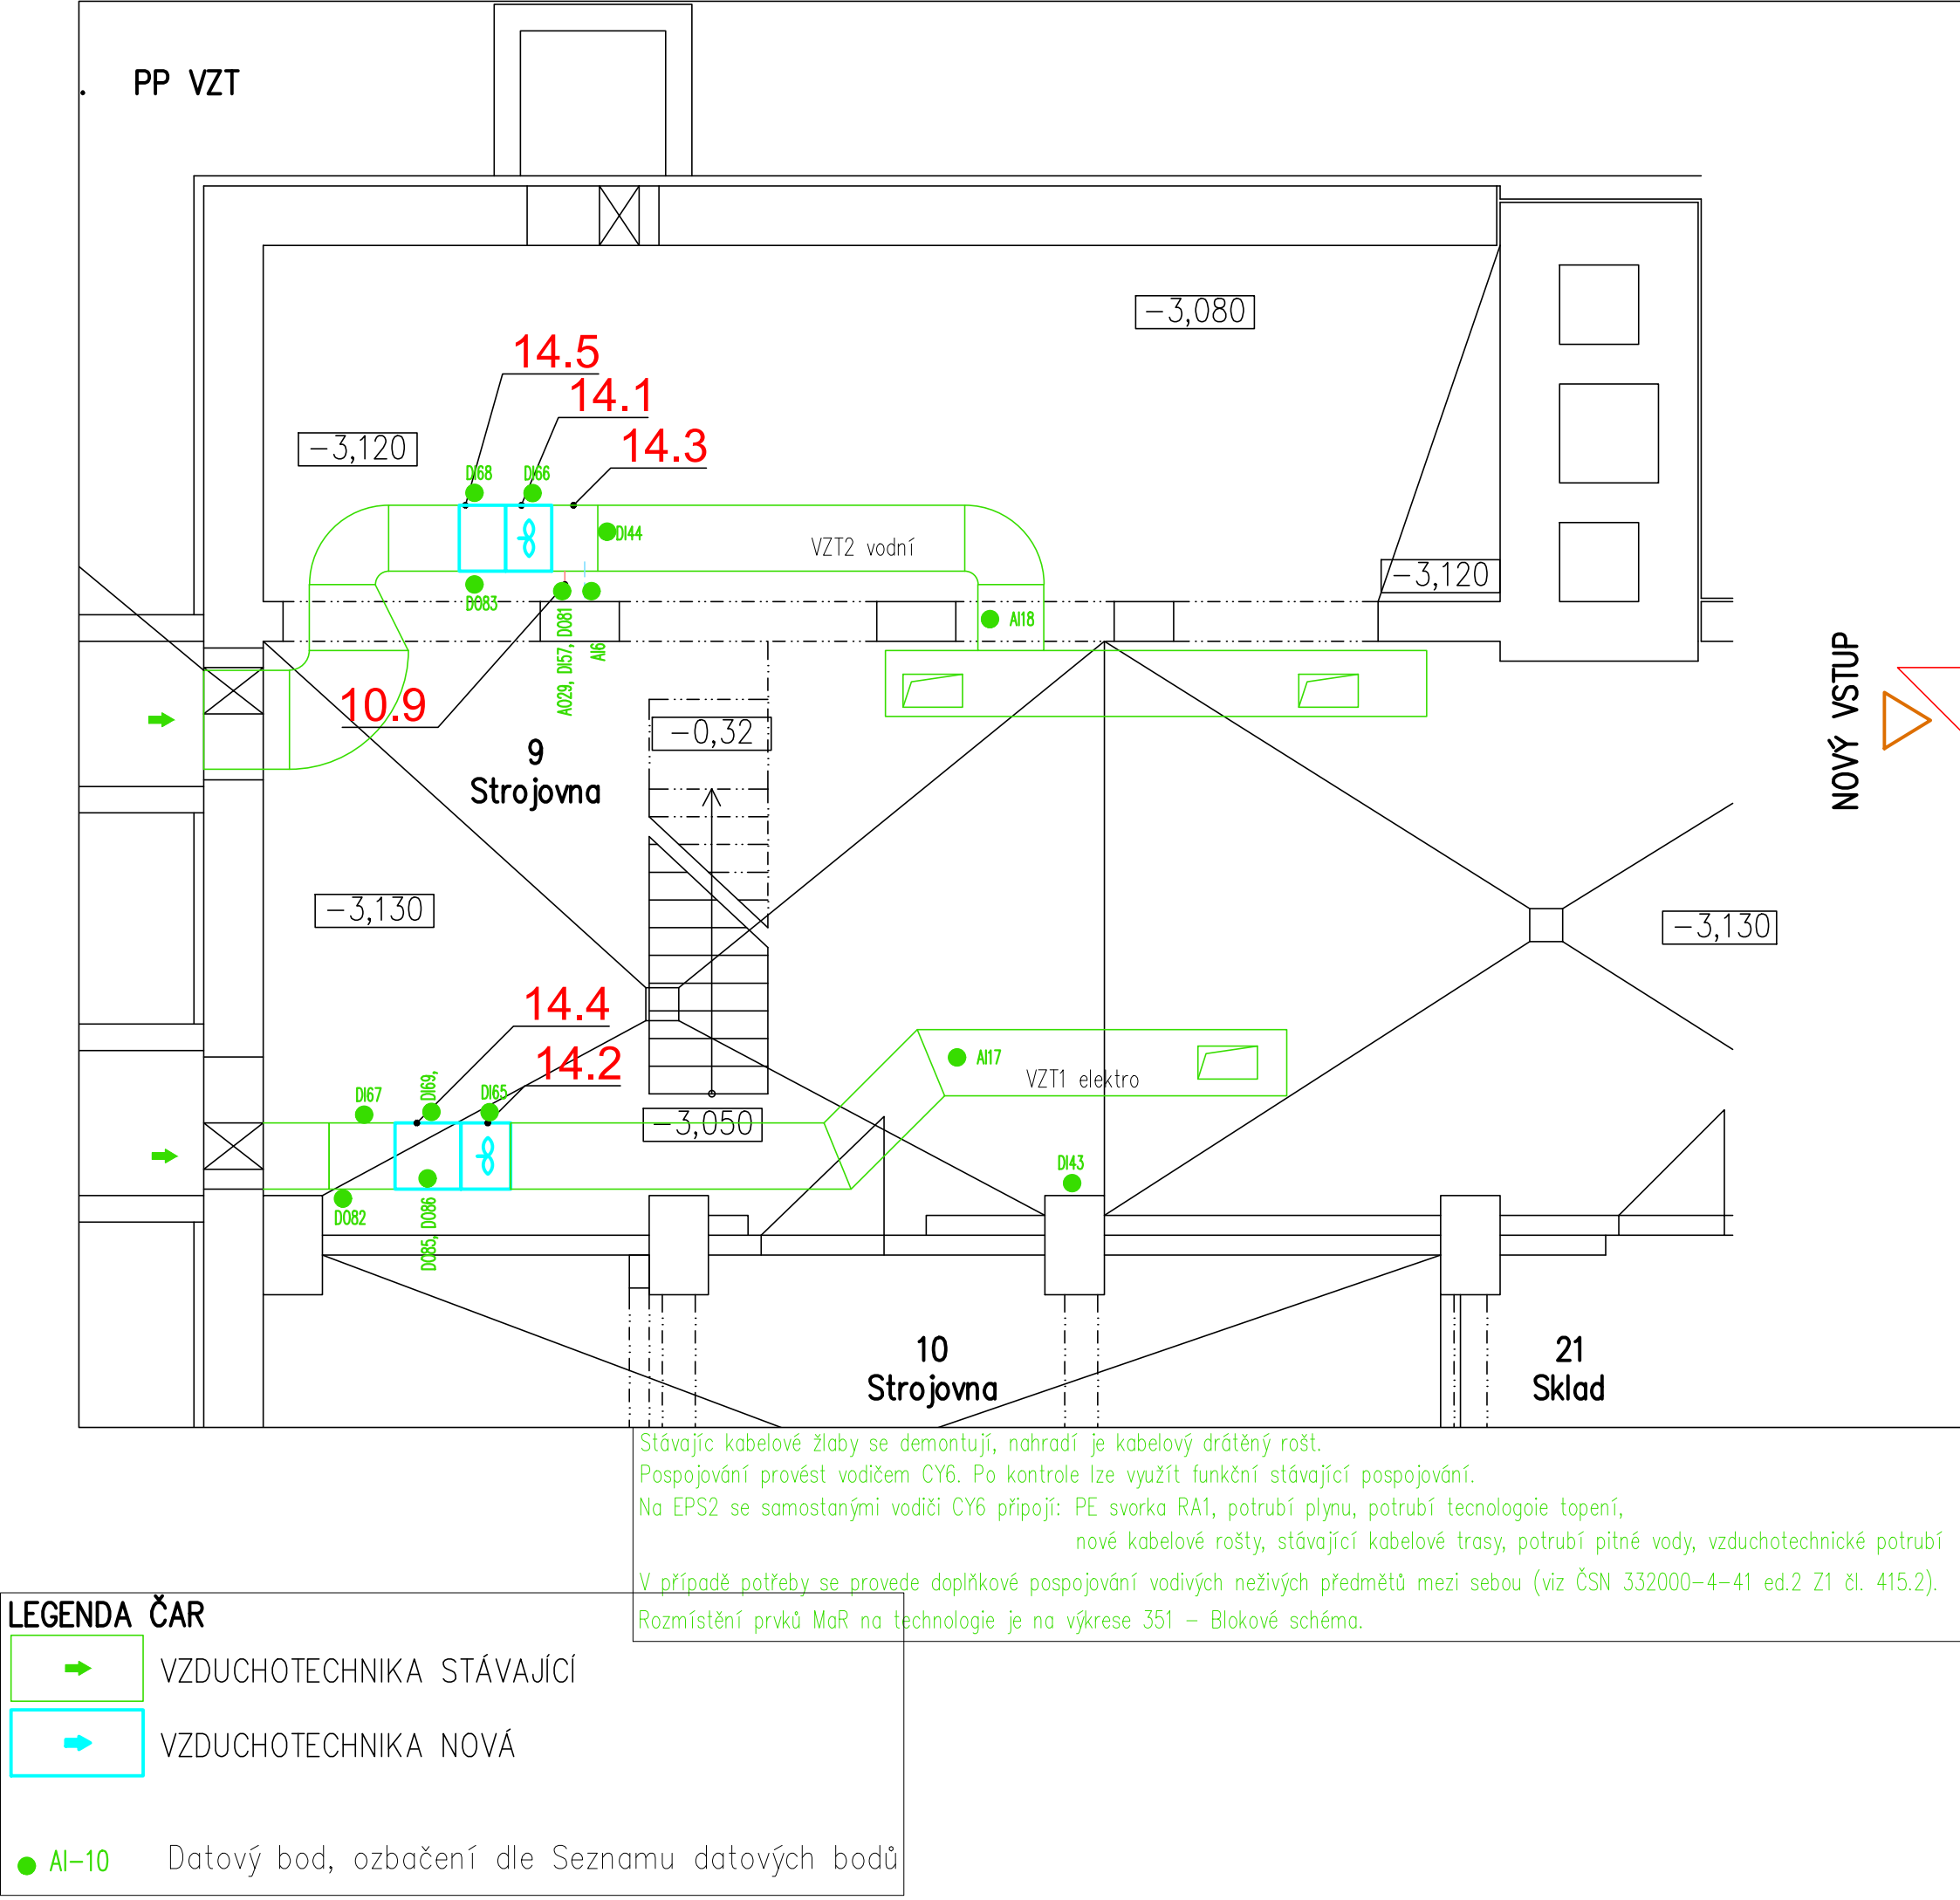 . PP VZT
-3,080
14.5
14.1
14.3
-3,120
DI68
DI66
DI44
VZT2 vodní
-3,120
DO83
AO29, DI57, DO81
AI6
AI18
10.9
-0,32
9
Strojovna
NOVÝ VSTUP
-3,130
-3,130
14.4
14.2
AI17
VZT1 elektro
DI67
DI69,
DI65
-3,050
DI43
DO82
DO85, DO86
10
Strojovna
21
Sklad
Stávajíc kabelové žlaby se demontují, nahradí je kabelový drátěný rošt.
Pospojování provést vodičem CY6. Po kontrole lze využít funkční stávající pospojování.
Na EPS2 se samostanými vodiči CY6 připojí: PE svorka RA1, potrubí plynu, potrubí tecnologoie topení,
nové kabelové rošty, stávající kabelové trasy, potrubí pitné vody, vzduchotechnické potrubí
V případě potřeby se provede doplňkové pospojování vodivých neživých předmětů mezi sebou (viz ČSN 332000-4-41 ed.2 Z1 čl. 415.2).
Rozmístění prvků MaR na technologie je na výkrese 351 - Blokové schéma.
LEGENDA ČAR
VZDUCHOTECHNIKA STÁVAJÍCÍ
VZDUCHOTECHNIKA NOVÁ
AI-10 Datový bod, ozbačení dle Seznamu datových bodů